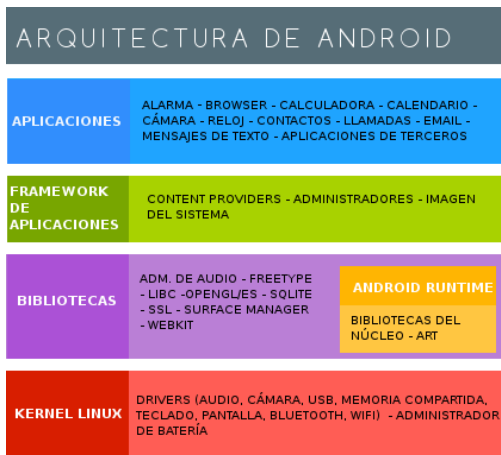 ARQUITECTURA DE ANDROID
APLICACIONES
ALARMA - BROWSER - CALCULADORA - CALENDARIO -
CÁMARA - RELOJ - CONTACTOS - LLAMADAS - EMAIL -
MENSAJES DE TEXTO - APLICACIONES DE TERCEROS
FRAMEWORK
DE
APLICACIONES
CONTENT PROVIDERS - ADMINISTRADORES - IMAGEN
DEL SISTEMA
BIBLIOTECAS
ADM. DE AUDIO - FREETYPE
- LIBC -OPENGL/ES - SQLITE
- SSL - SURFACE MANAGER
- WEBKIT
ANDROID RUNTIME
BIBLIOTECAS DEL
NÚCLEO - ART
KERNEL LINUX
DRIVERS (AUDIO, CÁMARA, USB, MEMORIA COMPARTIDA,
TECLADO, PANTALLA, BLUETOOTH, WIFI)  - ADMINISTRADOR
DE BATERÍA